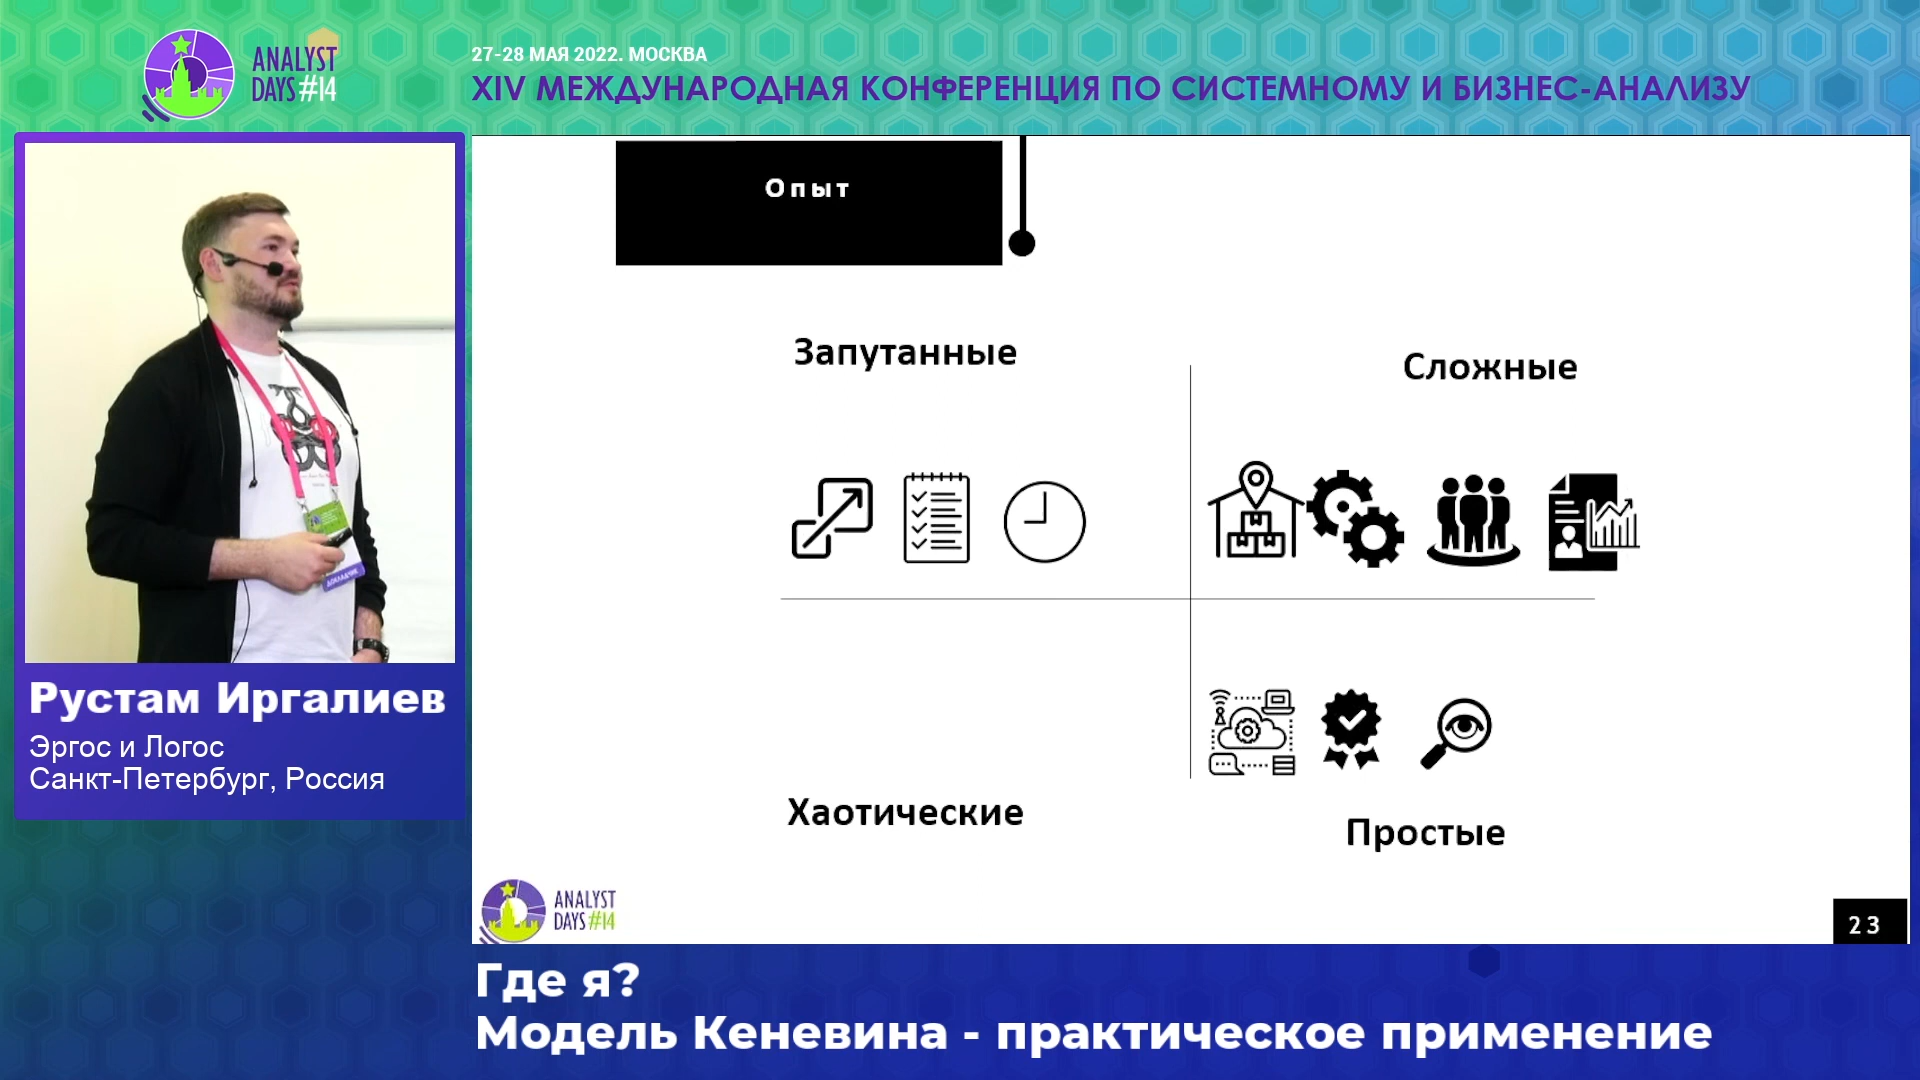 ANALYST
DAYS #14
27-28 МАЯ 2022. МОСКВА
XIV МЕЖДУНАРОДНАЯ КОНФЕРЕНЦИЯ ПО СИСТЕМНОМУ И БИЗНЕС-АНАЛИЗУ
ДОКЛАДЧИК
Рустам Иргалиев
Эргос и Логос
Санкт-Петербург, Россия
Опыт
Запутанные
Сложные
Хаотические
Простые
ANALYST
DAYS #14
23
Где я?
Модель Кеневина - практическое применение